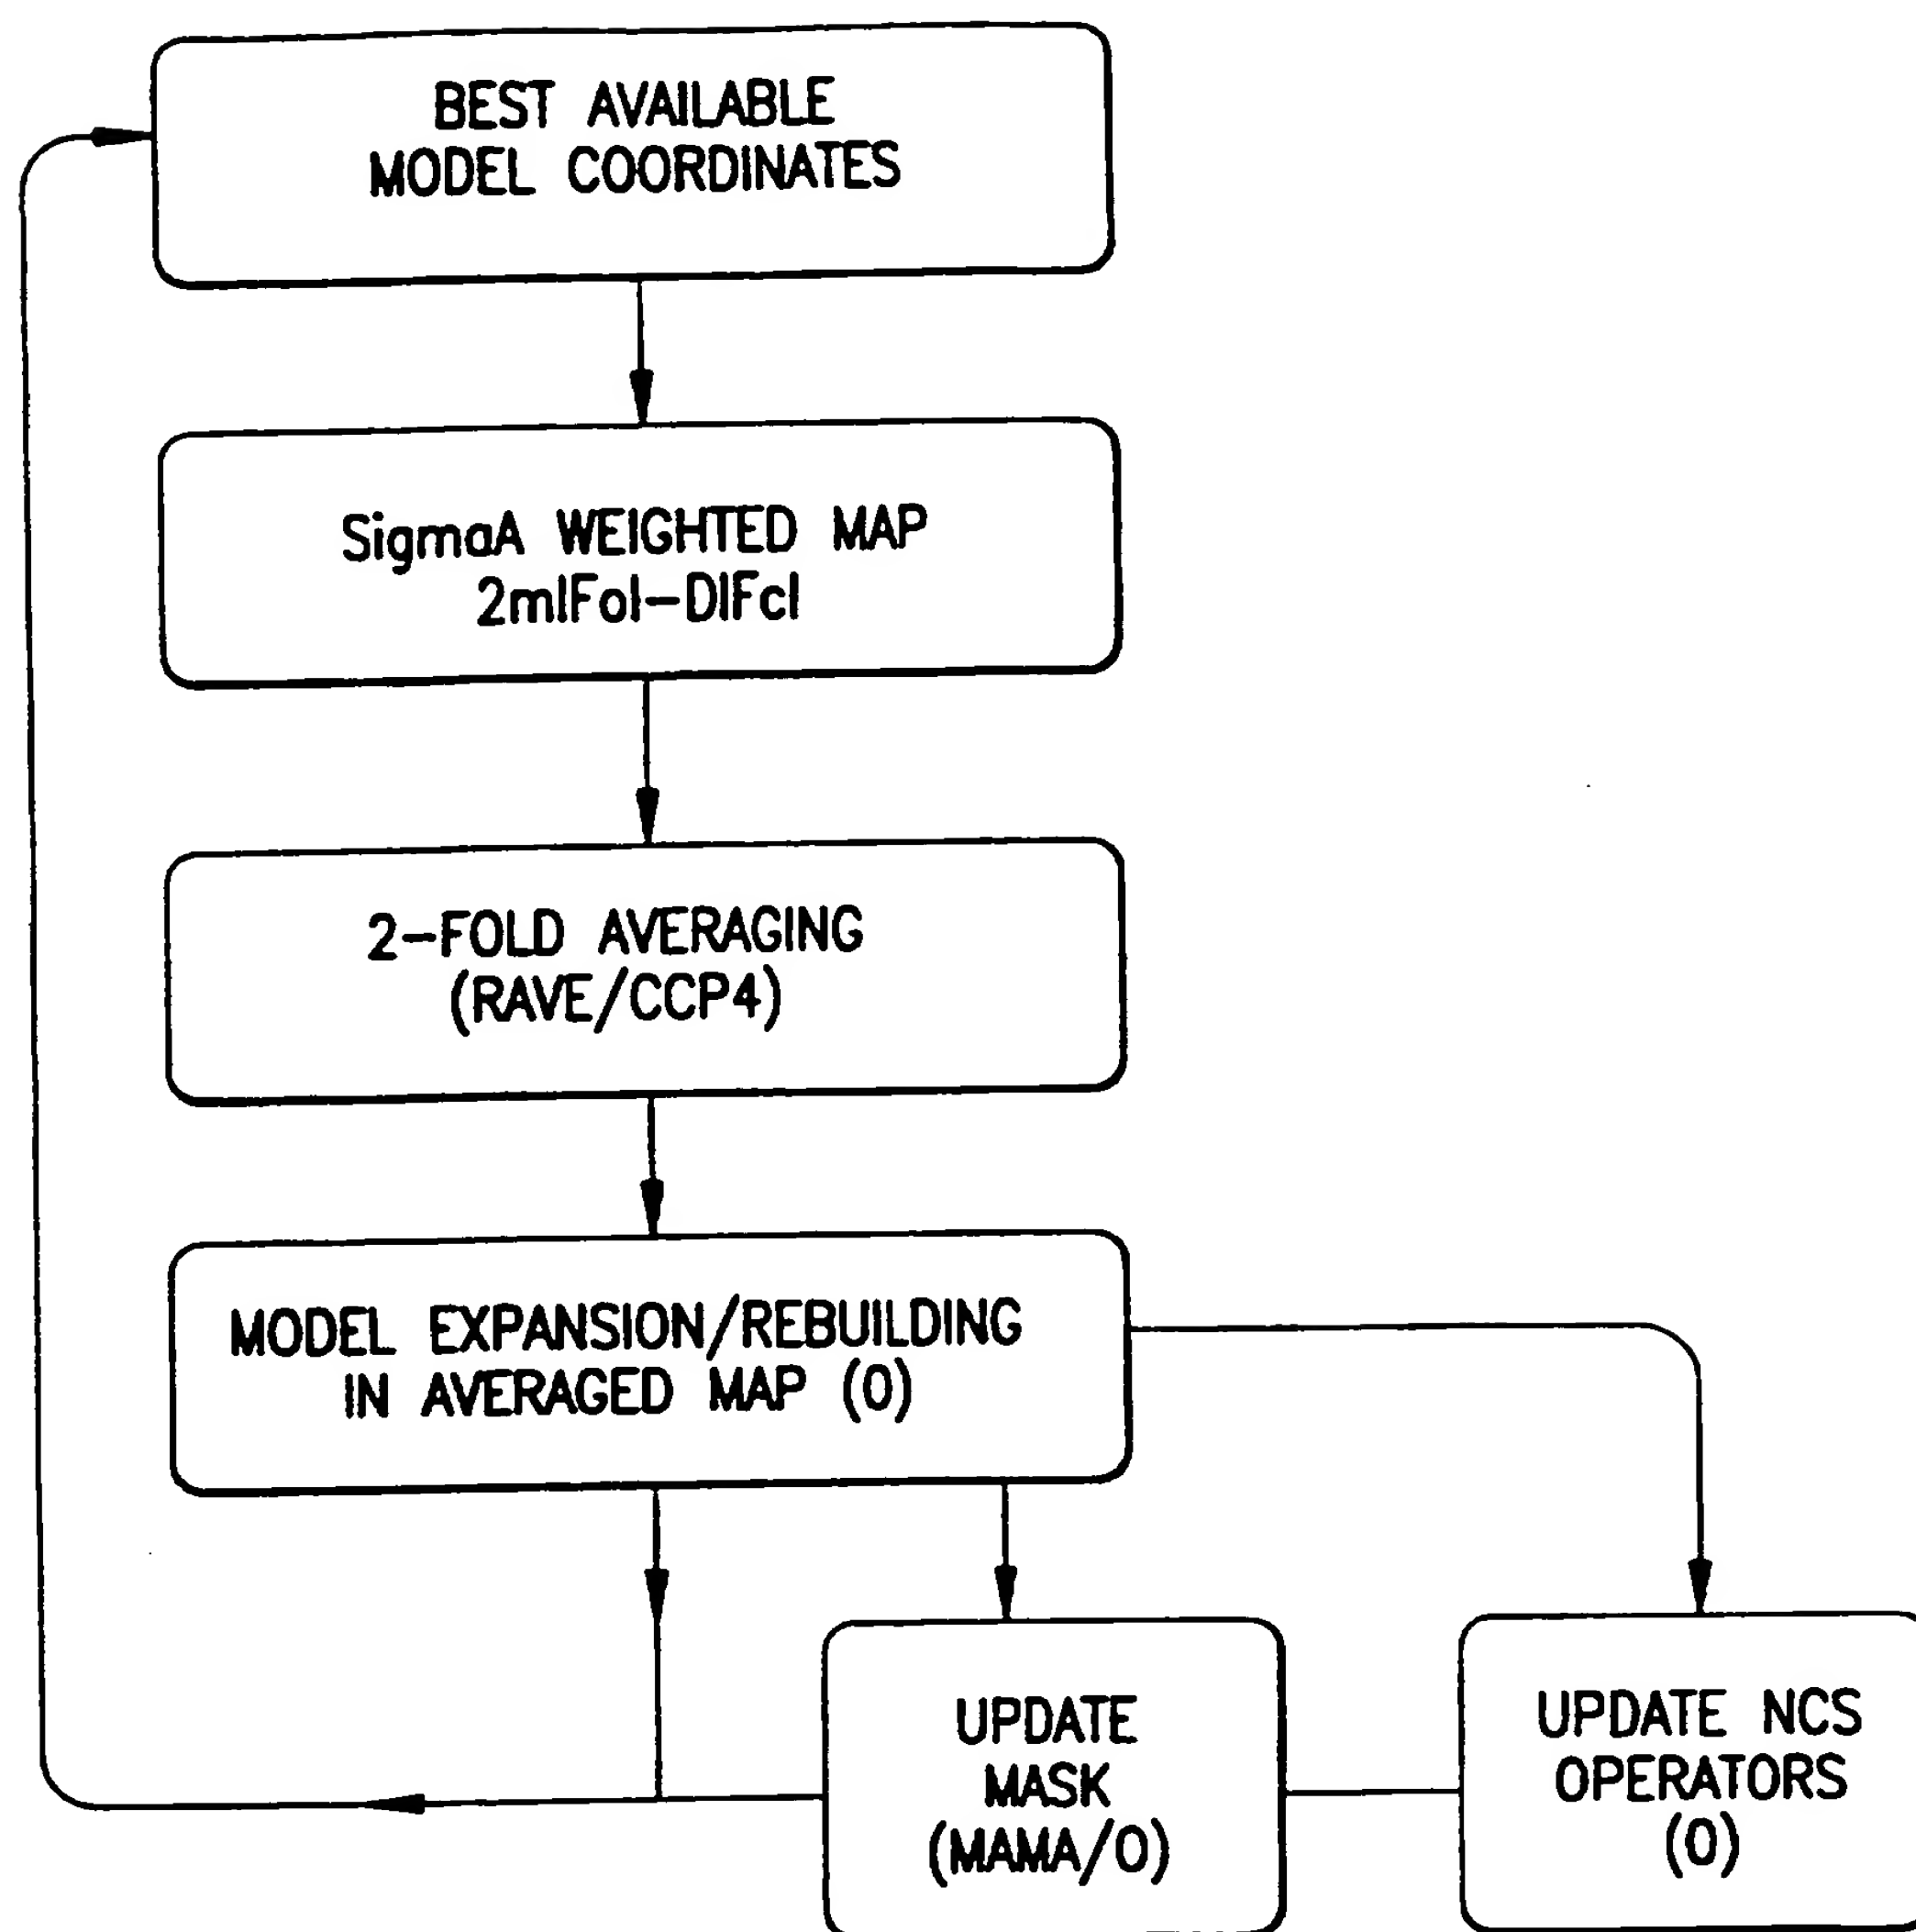 BEST AVAILABLE
MODEL COORDINATES
SigmaA WEIGHTED MAP
2m|Fo|-D|Fc|
2-FOLD AVERAGING
(RAVE/CCP4)
MODEL EXPANSION/REBUILDING
IN AVERAGED MAP (O)
UPDATE
MASK
(MAMA/O)
UPDATE NCS
OPERATORS
(O)